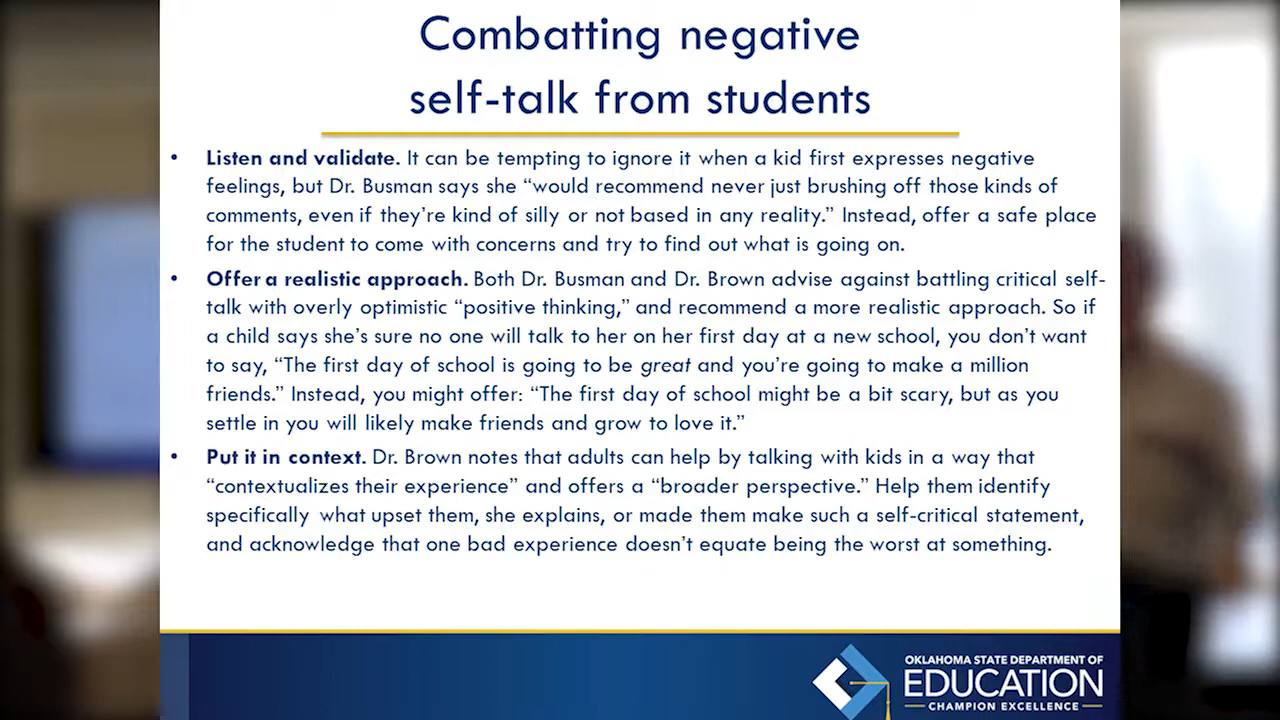 Combatting negative
self-talk from students
• Listen and validate. It can be tempting to ignore it when a kid first expresses negative
feelings, but Dr. Busman says she “would recommend never just brushing off those kinds of
comments, even if they’re kind of silly or not based in any reality.” Instead, offer a safe place
for the student to come with concerns and try to find out what is going on.
• Offer a realistic approach. Both Dr. Busman and Dr. Brown advise against battling critical self-
talk with overly optimistic “positive thinking,” and recommend a more realistic approach. So if
a child says she’s sure no one will talk to her on her first day at a new school, you don’t want
to say, “The first day of school is going to be great and you’re going to make a million
friends.” Instead, you might offer: “The first day of school might be a bit scary, but as you
settle in you will likely make friends and grow to love it.”
• Put it in context. Dr. Brown notes that adults can help by talking with kids in a way that
“contextualizes their experience” and offers a “broader perspective.” Help them identify
specifically what upset them, she explains, or made them make such a self-critical statement,
and acknowledge that one bad experience doesn’t equate being the worst at something.
OKLAHOMA STATE DEPARTMENT OF
EDUCATION
CHAMPION EXCELLENCE